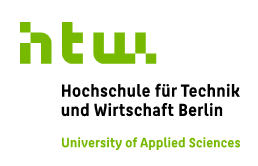 htw.
Hochschule für Technik
und Wirtschaft Berlin
University of Applied Sciences